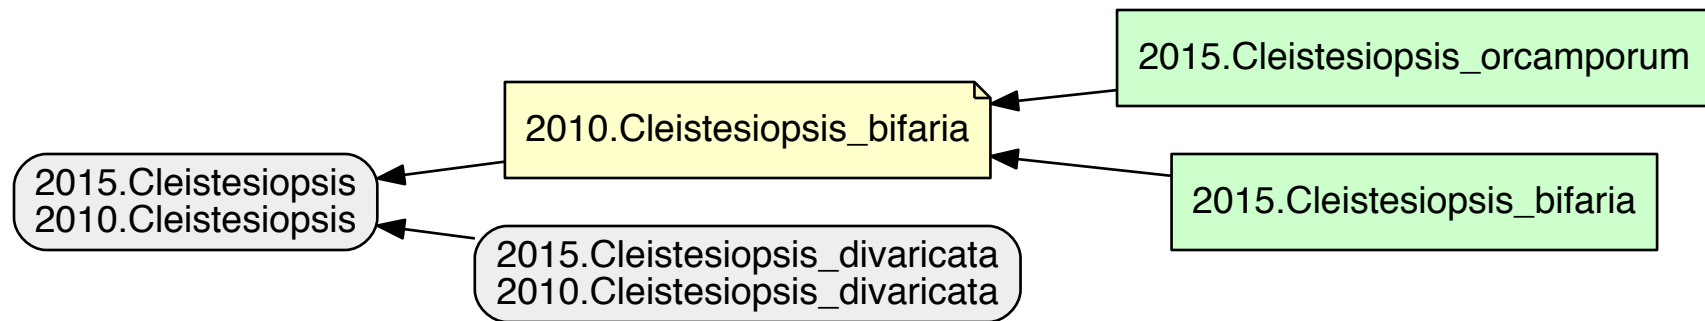 2015.Cleistesiopsis_orcamporum
2010.Cleistesiopsis_bifaria
2015.Cleistesiopsis
2010.Cleistesiopsis
2015.Cleistesiopsis_bifaria
2015.Cleistesiopsis_divaricata
2010.Cleistesiopsis_divaricata